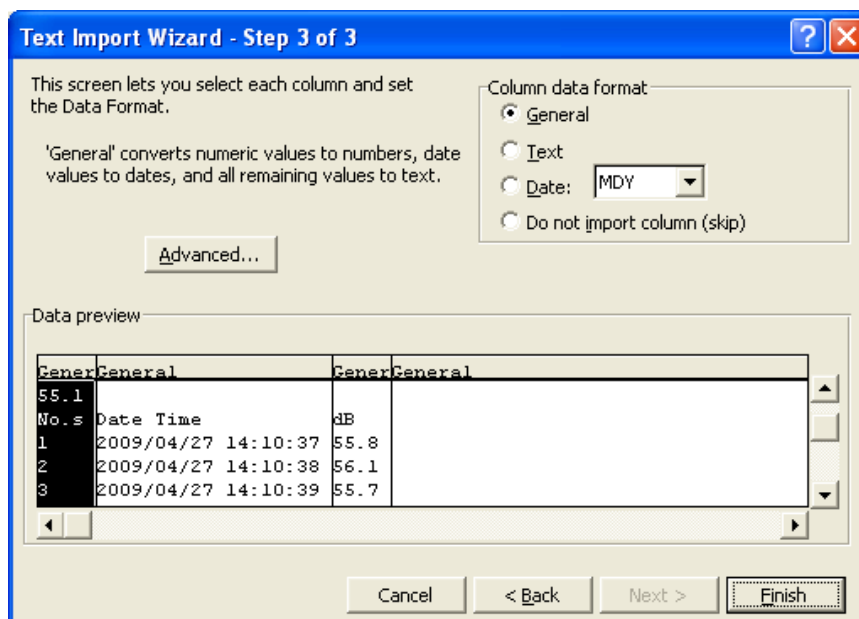 Text Import Wizard - Step 3 of 3
This screen lets you select each column and set
the Data Format.
'General' converts numeric values to numbers, date
values to dates, and all remaining values to text.
Advanced...
Column data format
General
Text
Date: MDY
Do not import column (skip)
Data preview
Gener General Gener General
55.1
No.s Date Time dB
1 2009/04/27 14:10:37 55.8
2 2009/04/27 14:10:38 56.1
3 2009/04/27 14:10:39 55.7
Cancel < Back Next > Finish